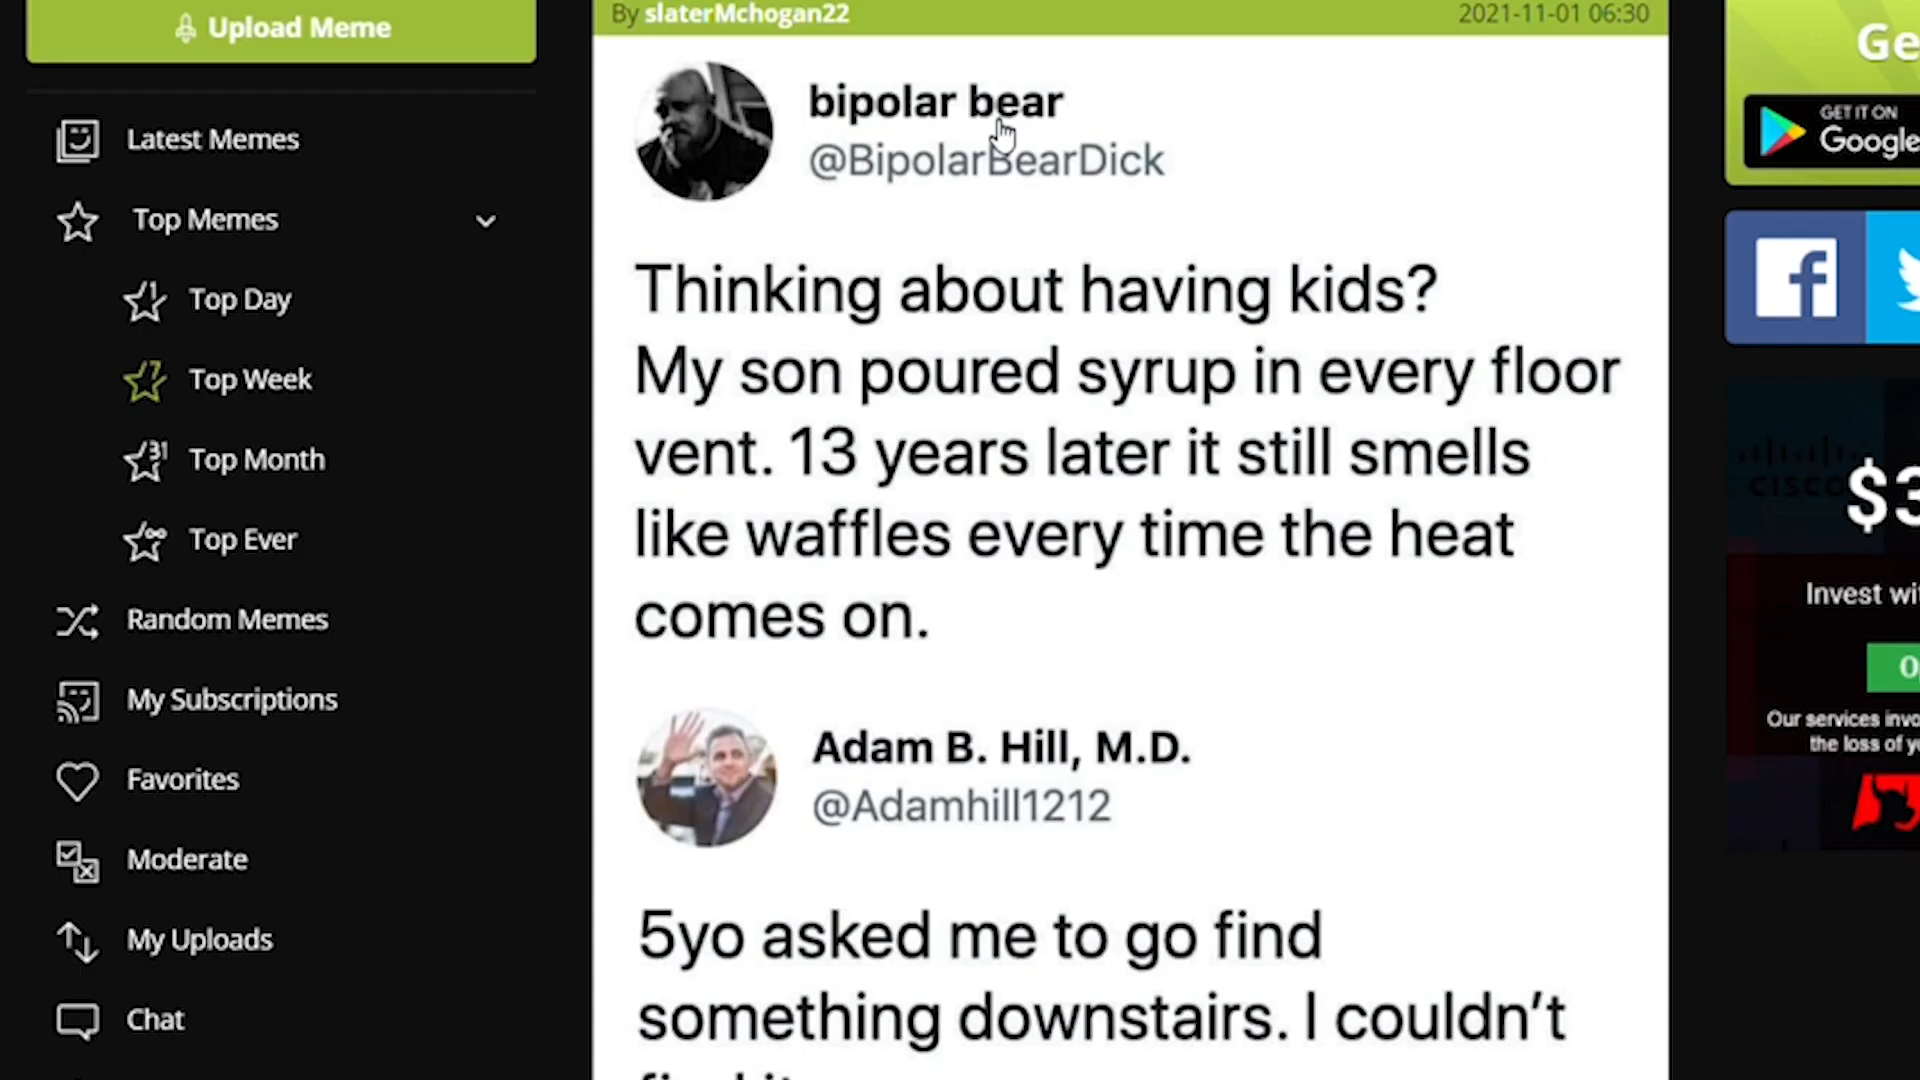 Upload Meme
Latest Memes
Top Memes
Top Day
Top Week
Top Month
Top Ever
Random Memes
My Subscriptions
Favorites
Moderate
My Uploads
Chat
By slaterMchogan22 2021-11-01 06:30
bipolar bear
@BipolarBearDick
Thinking about having kids?
My son poured syrup in every floor
vent. 13 years later it still smells
like waffles every time the heat
comes on.
Adam B. Hill, M.D.
@Adamhill1212
5yo asked me to go find
something downstairs. I couldn't
GET IT ON
Google
CISCO
$3
Invest
Our services
the loss of